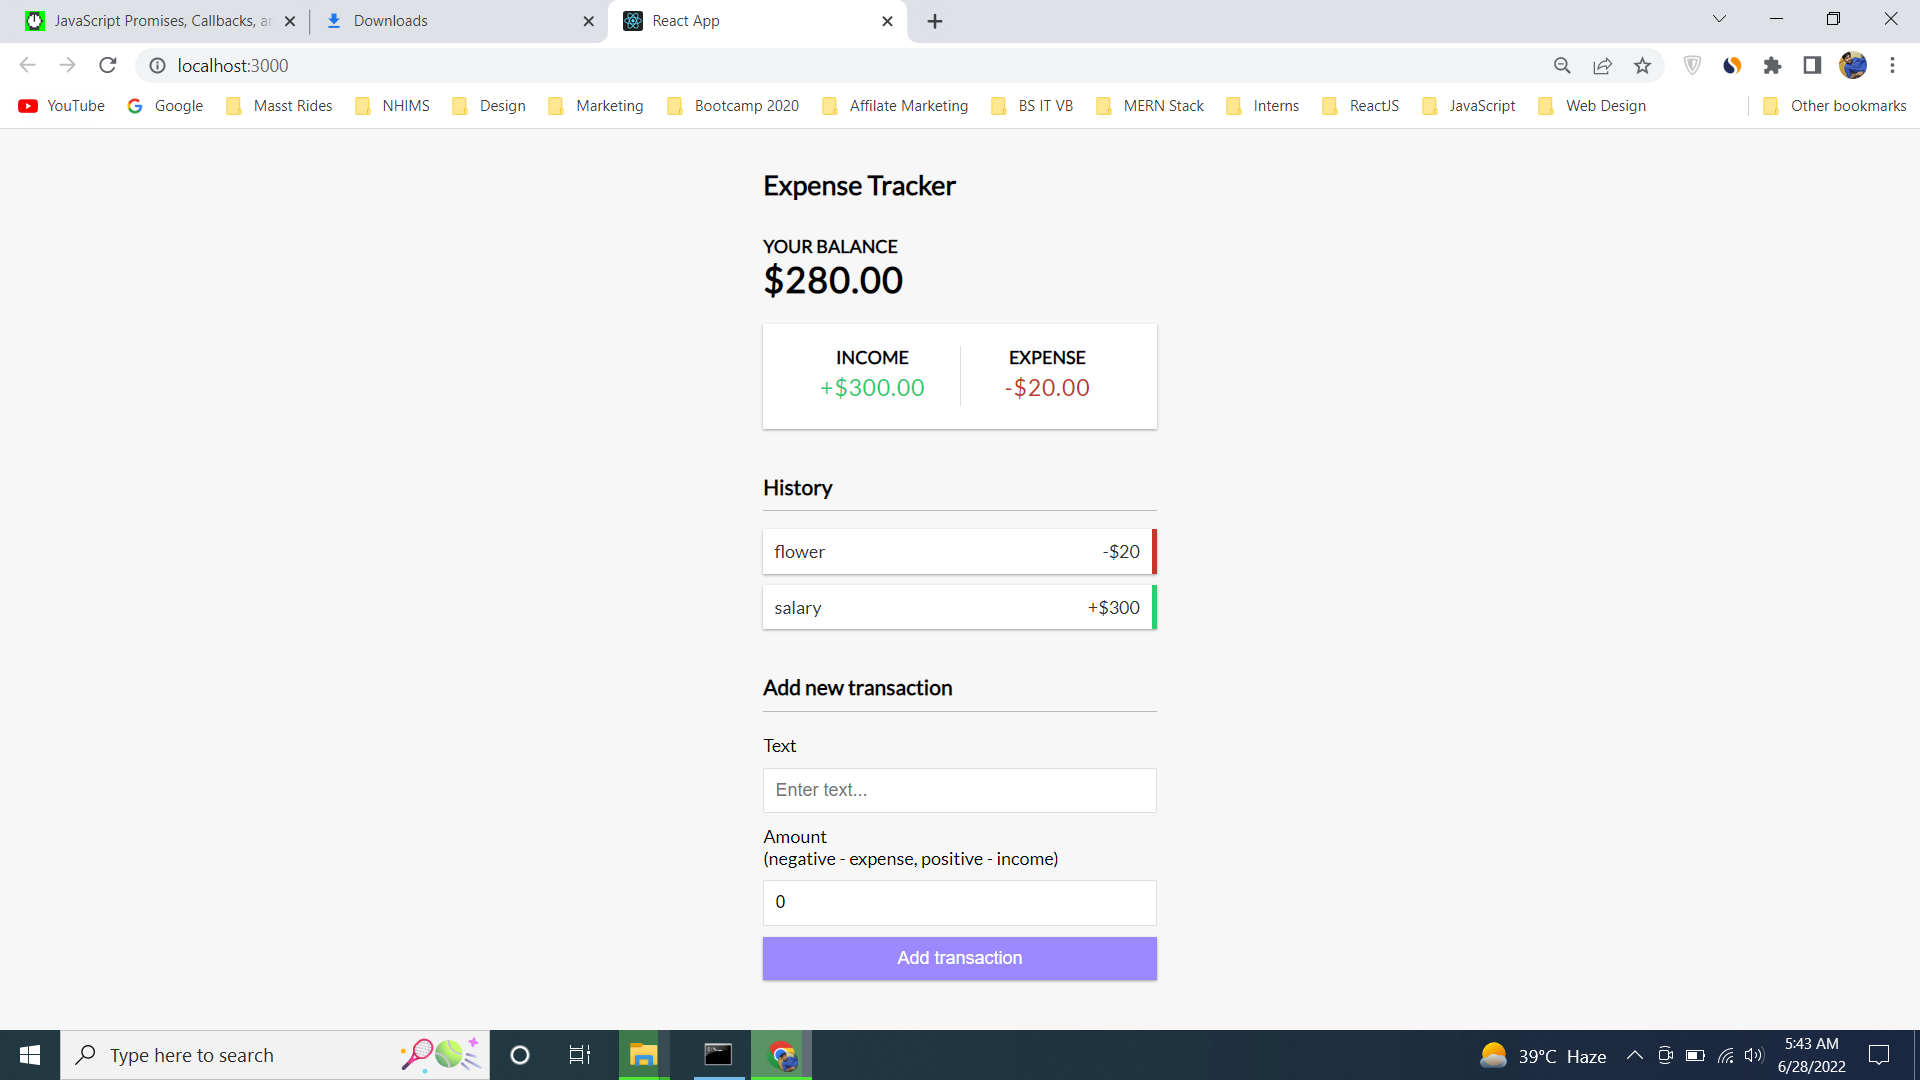 JavaScript Promises, Callbacks, ar
Downloads
React App
localhost:3000
YouTube Google Masst Rides NHIMS Design Marketing Bootcamp 2020 Affilate Marketing BS IT VB MERN Stack Interns ReactJS JavaScript Web Design Other bookmarks
Expense Tracker
YOUR BALANCE
$280.00
INCOME EXPENSE
+$300.00 -$20.00
History
flower -$20
salary +$300
Add new transaction
Text
Enter text...
Amount
(negative - expense, positive - income)
0
Add transaction
Type here to search
39°C Haze
5:43 AM
6/28/2022